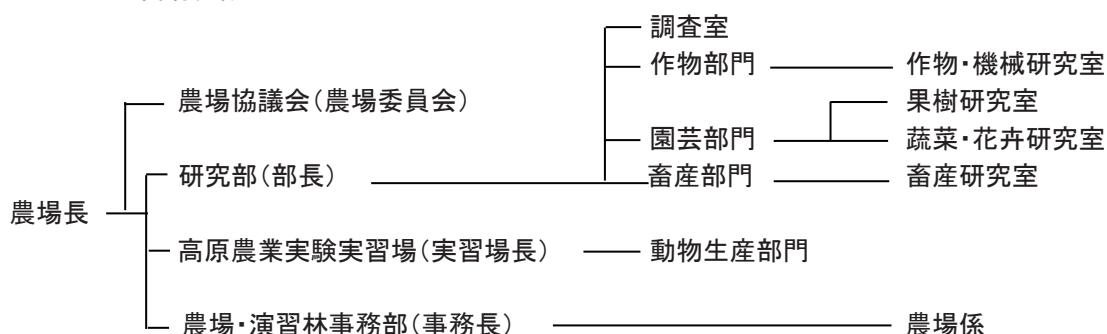 調査室
作物部門 作物・機械研究室
農場協議会(農場委員会) 果樹研究室
園芸部門 蔬菜・花卉研究室
研究部(部長) 畜産部門 畜産研究室
農場長
高原農業実験実習場(実習場長) 動物生産部門
農場・演習林事務部(事務長) 農場係